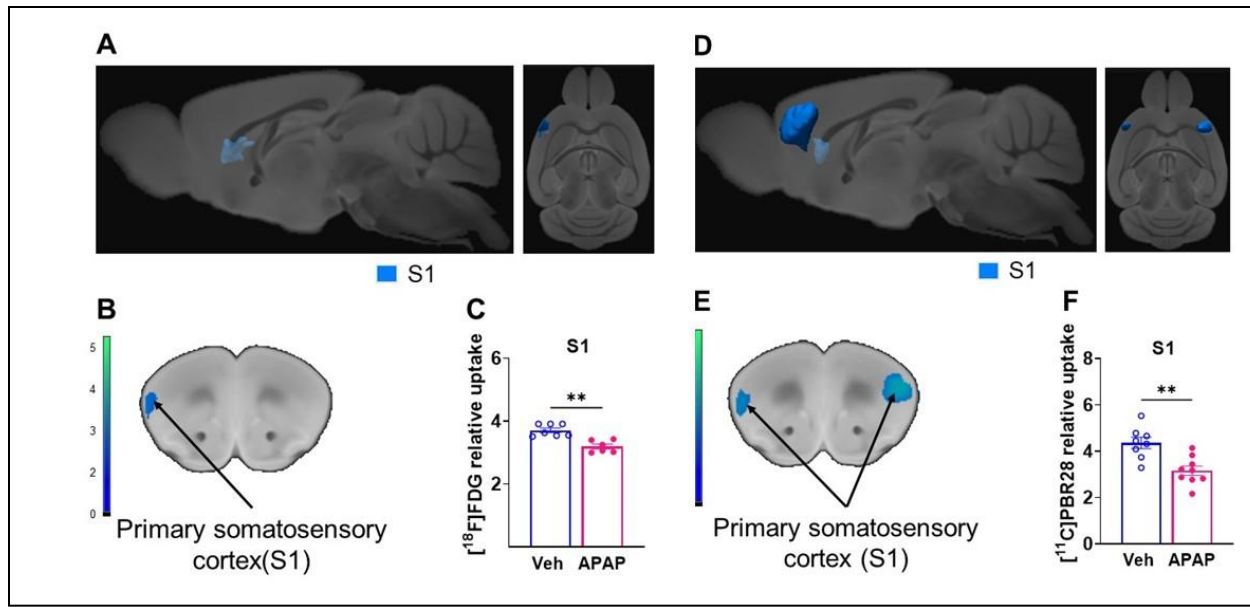 A
D
S1
S1
B
5
4
3
2
0
Primary somatosensory
cortex(S1)
C
S1
[¹⁸F]FDG relative uptake
6
4
2
**
Veh
APAP
E
Primary somatosensory
cortex (S1)
F
S1
[¹¹C]PBR28 relative uptake
8
6
4
2
0
**
Veh
APAP